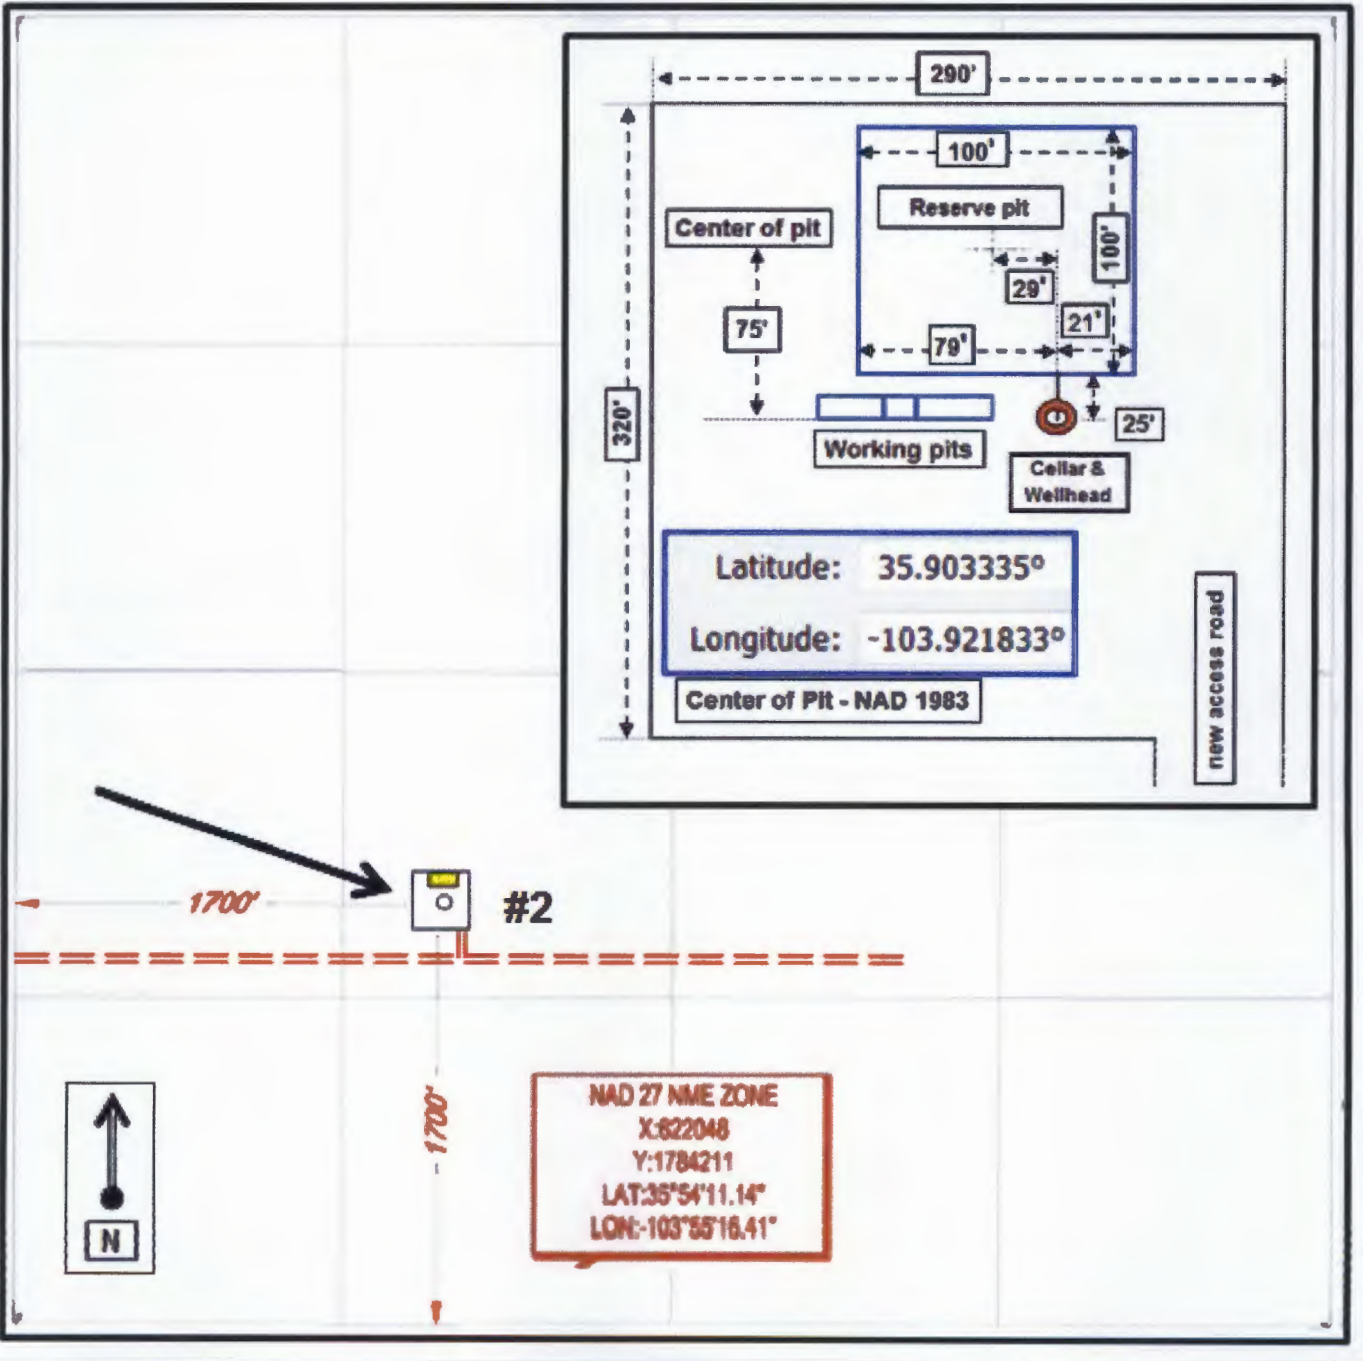 290'
100'
Reserve pit
Center of pit
100'
29'
21'
75'
79'
320'
25'
Working pits
Cellar &
Wellhead
Latitude: 35.903335°
Longitude: -103.921833°
new access road
Center of Pit - NAD 1983
1700'
#2
1700'
NAD 27 NME ZONE
X:622048
Y:1784211
LAT:35°54'11.14"
LON:-103°55'16.41"
N